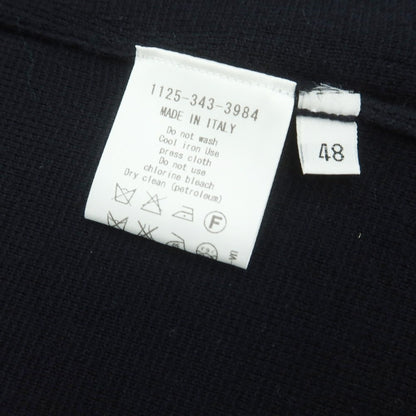 1125-343-3984
MADE IN ITALY
Do not wash
Cool iron Use
press cloth
Do not use
chlorine bleach
Dry clean (petroleum)
F
48